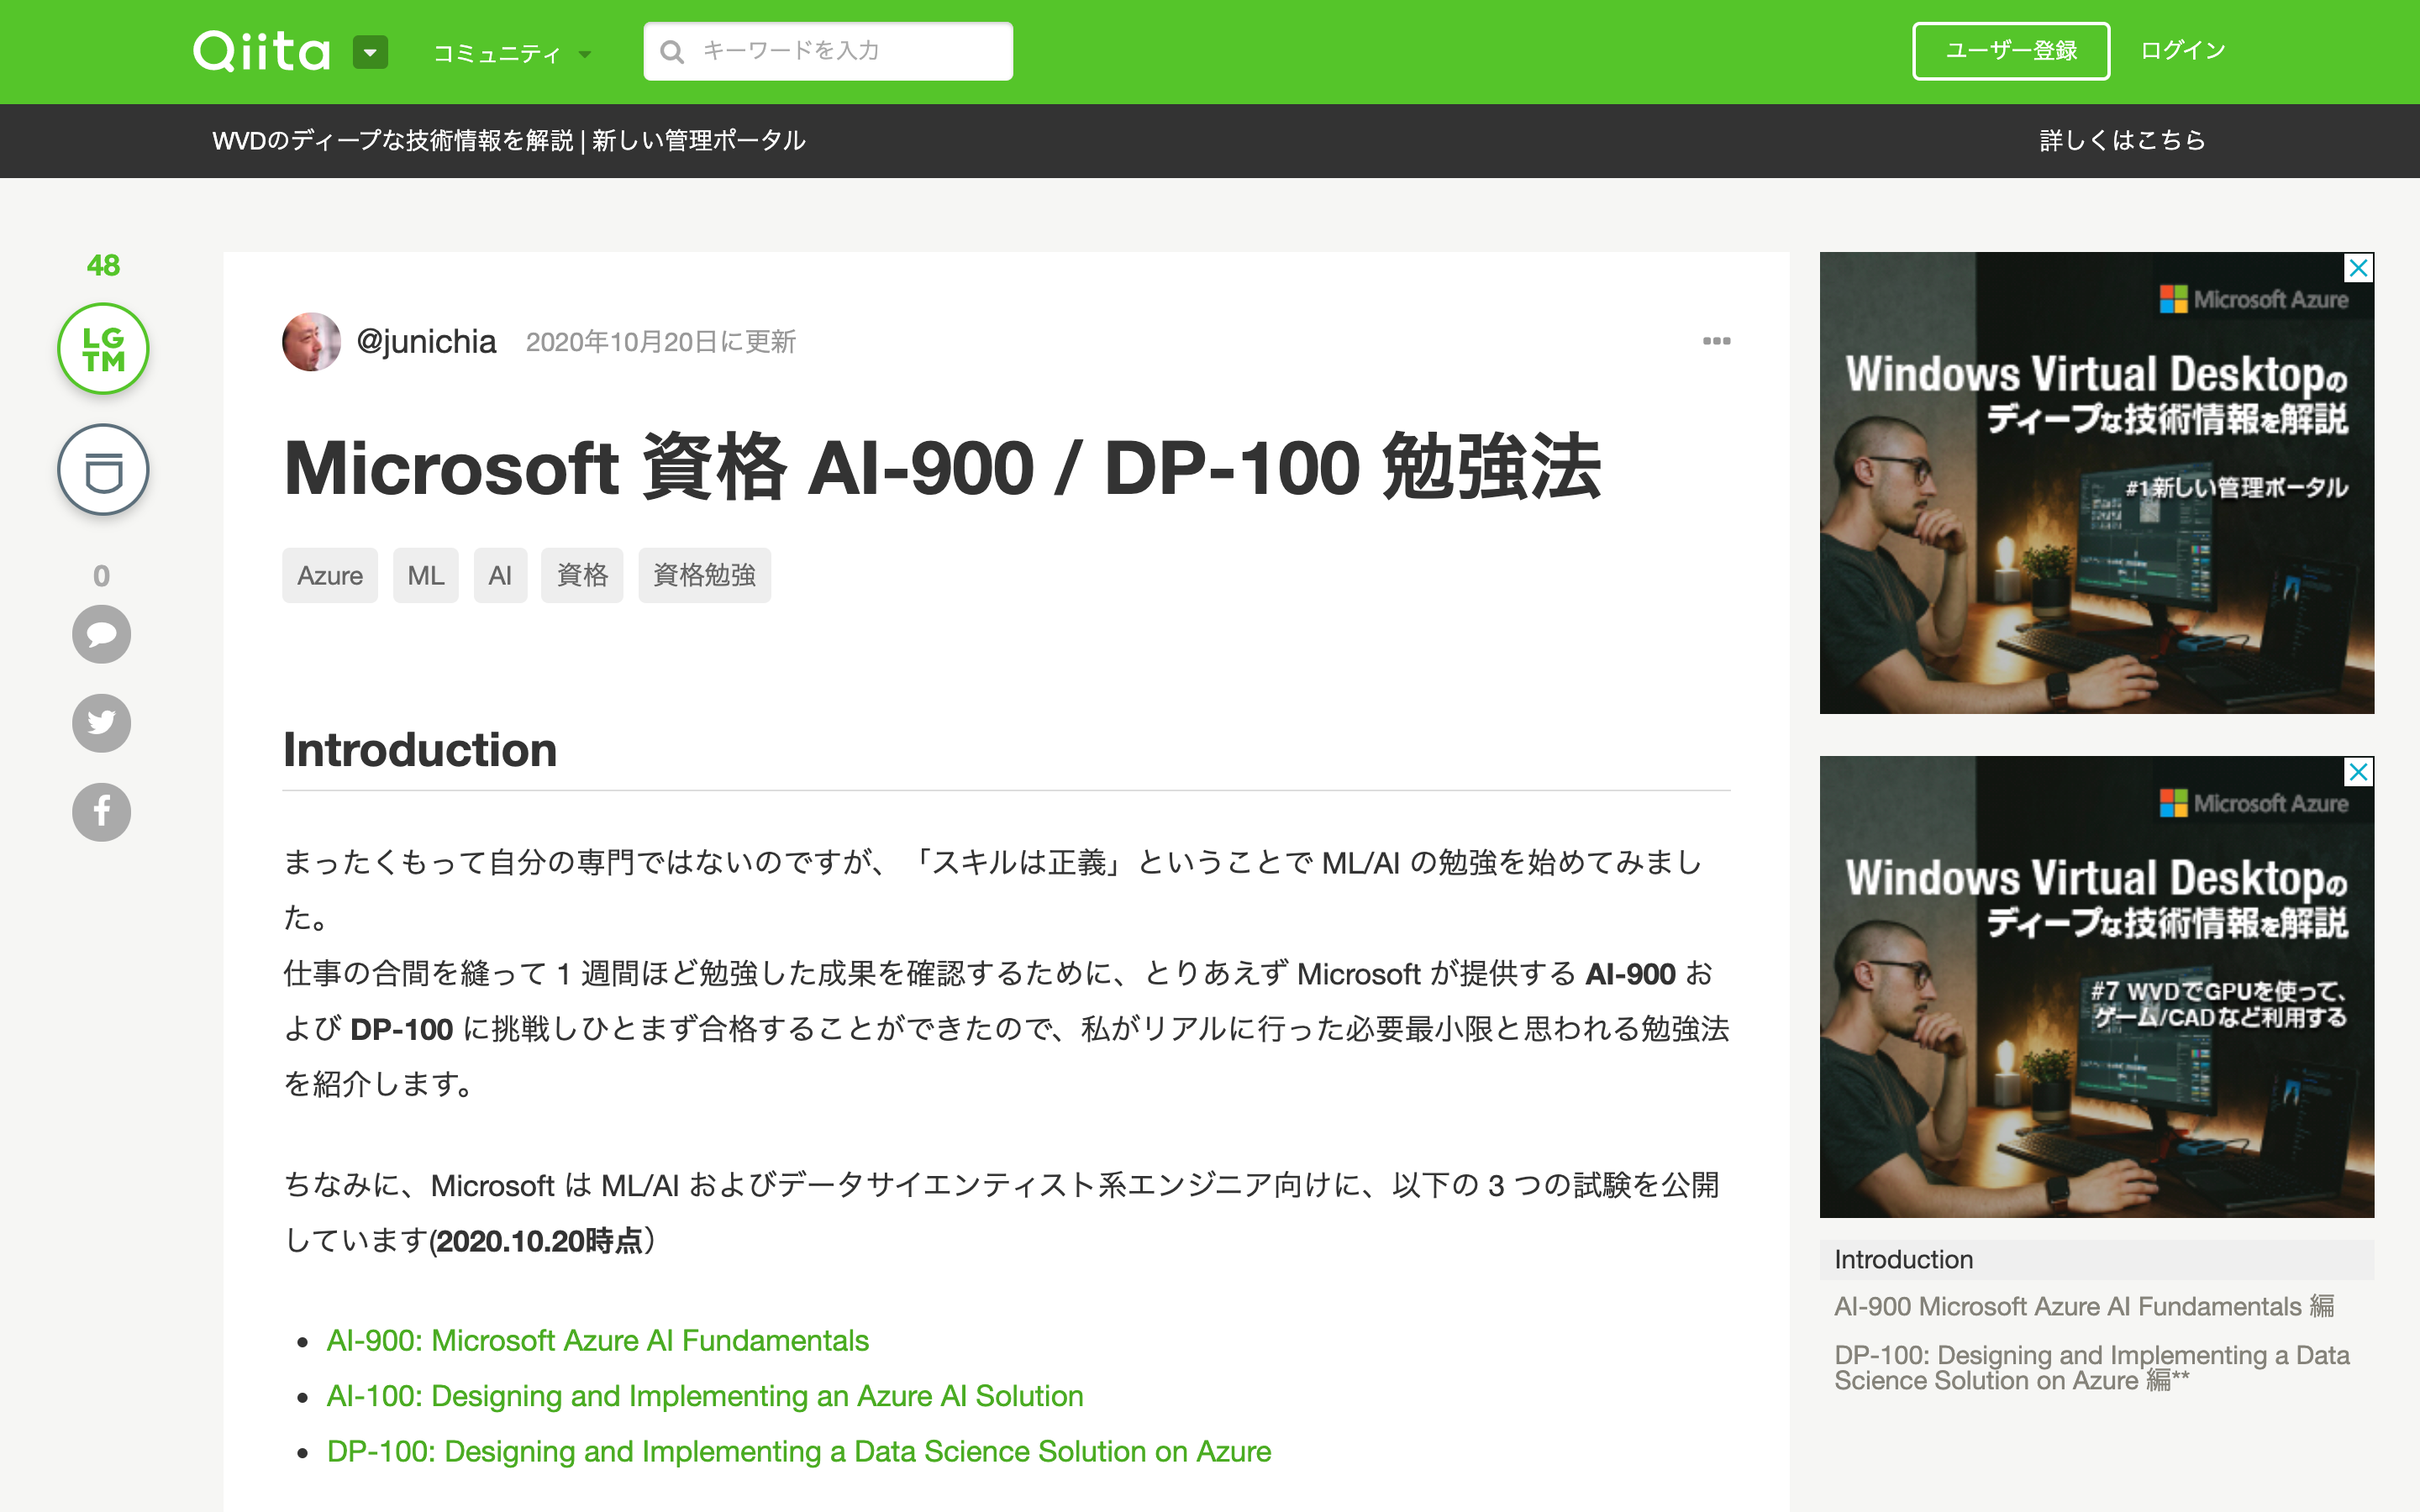 Qiita
コミュニティ
キーワードを入力
ユーザー登録
ログイン
WVDのディープな技術情報を解説 | 新しい管理ポータル
詳しくはこちら
48
LG
TM
0
@junichia 2020年10月20日に更新
Microsoft 資格 AI-900 / DP-100 勉強法
Azure ML AI 資格 資格勉強
Introduction
まったくもって自分の専門ではないのですが、「スキルは正義」ということで ML/AI の勉強を始めてみまし
た。
仕事の合間を縫って 1 週間ほど勉強した成果を確認するために、とりあえず Microsoft が提供する AI-900 お
よび DP-100 に挑戦しひとまず合格することができたので、私がリアルに行った必要最小限と思われる勉強法
を紹介します。
ちなみに、Microsoft は ML/AI およびデータサイエンティスト系エンジニア向けに、以下の 3 つの試験を公開
しています(2020.10.20時点）
• AI-900: Microsoft Azure AI Fundamentals
• AI-100: Designing and Implementing an Azure AI Solution
• DP-100: Designing and Implementing a Data Science Solution on Azure
Microsoft Azure
Windows Virtual Desktopの
ディープな技術情報を解説
#1新しい管理ポータル
Microsoft Azure
Windows Virtual Desktopの
ディープな技術情報を解説
#7 WVDでGPUを使って、
ゲーム/CADなど利用する
Introduction
AI-900 Microsoft Azure AI Fundamentals 編
DP-100: Designing and Implementing a Data
Science Solution on Azure 編**